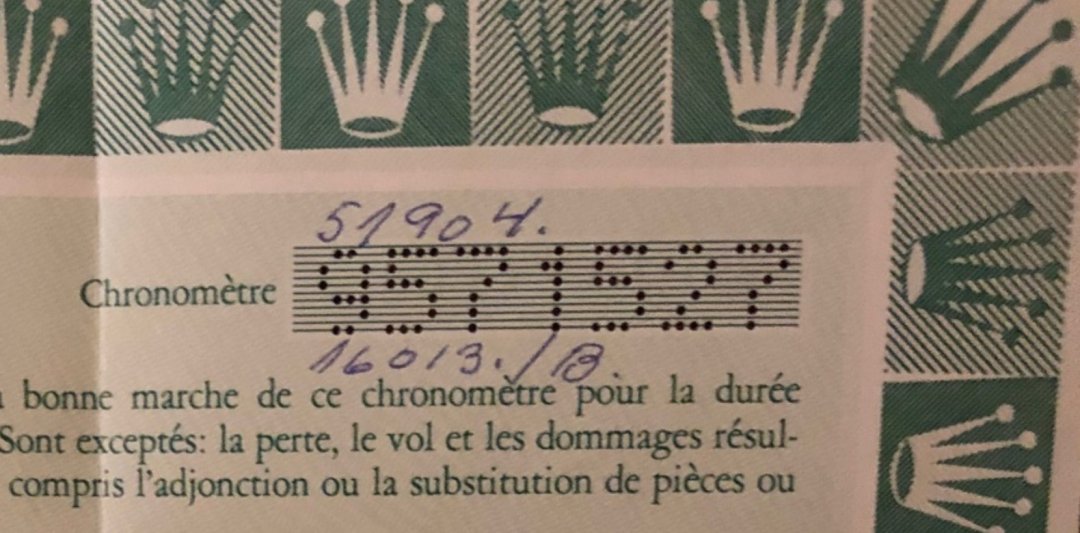 51904.
Chronomètre 9571527
16013./B.
bonne marche de ce chronomètre pour la durée
Sont exceptés: la perte, le vol et les dommages résul-
compris l'adjonction ou la substitution de pièces ou